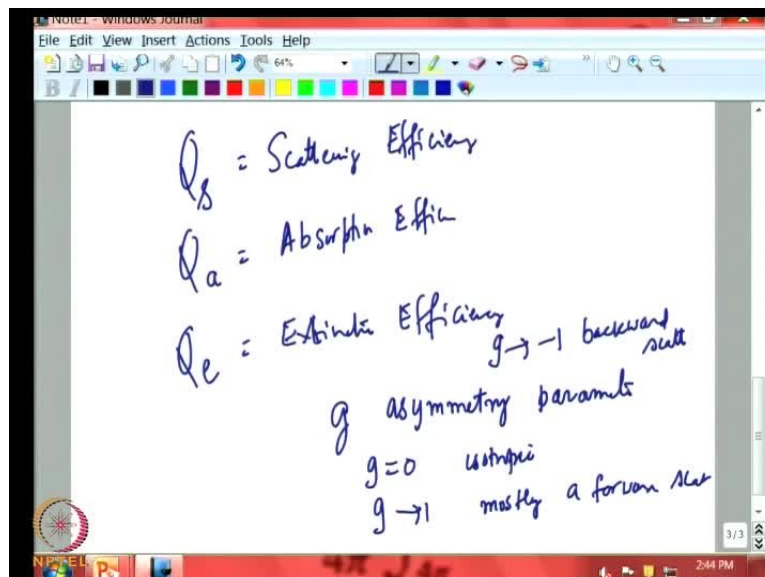 Note1 - Windows Journal
File Edit View Insert Actions Tools Help
64%
B I
Qs = Scattering Efficiency
Qa = Absorption Effici
Qe = Extinction Efficiency
g → -1 backward scatt
g asymmetry parameter
g=0 isotropic
g → 1 mostly a forward scat
3/3
NPTEL
2:44 PM